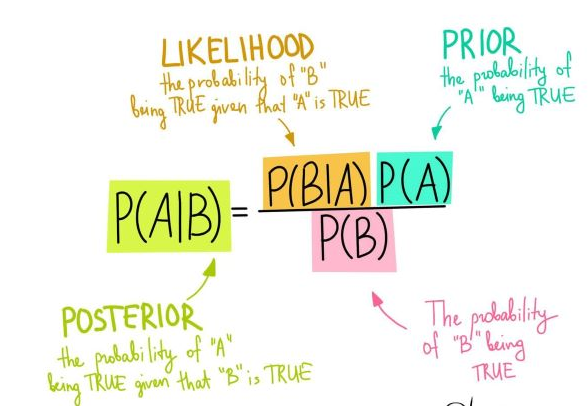 LIKELIHOOD
the probability of "B"
being TRUE given that "A" is TRUE
PRIOR
the probability of
"A" being TRUE
P(A|B) = P(B|A) P(A)
P(B)
POSTERIOR
the probability of "A"
being TRUE given that "B" is TRUE
The probability
of "B" being
TRUE